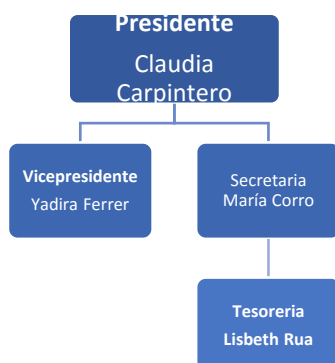 Presidente
Claudia
Carpintero
Vicepresidente
Yadira Ferrer
Secretaria
María Corro
Tesoreria
Lisbeth Rua